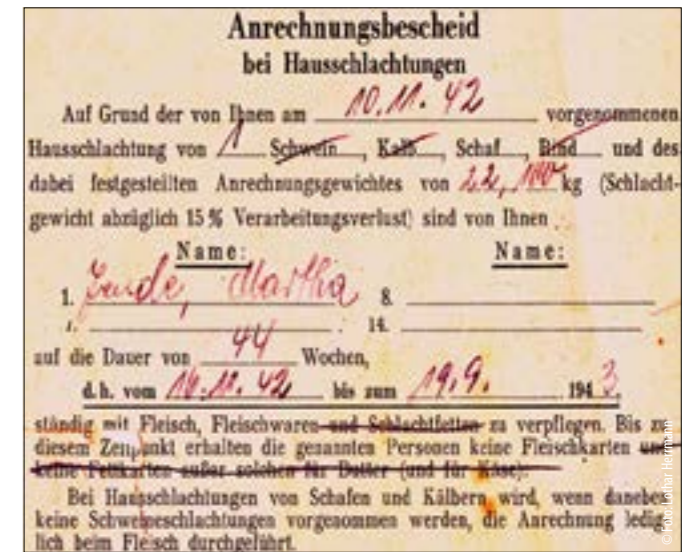 Anrechnungsbescheid
bei Hausschlachtungen
Auf Grund der von Ihnen am 10.11.42 vorgenommenen
Hausschlachtung von 1 Schwein, Kalb, Schaf, Rind und des
dabei festgestellten Anrechnungsgewichtes von 22,100 kg (Schlacht-
gewicht abzüglich 15 % Verarbeitungsverlust) sind von Ihnen
Name: Name:
1. Martha 8.
14.
auf die Dauer von 44 Wochen,
d. h. vom 10.11.42 bis zum 19.9. 1943
ständig mit Fleisch, Fleischwaren und Schlachtfetten zu verpflegen. Bis zu
diesem Zeitpunkt erhalten die genannten Personen keine Fleischkarten und
keine Fettkarten außer solchen für Butter (und für Käse).
Bei Hausschlachtungen von Schafen und Kälbern wird, wenn daneben
keine Schweineschlachtungen vorgenommen werden, die Anrechnung ledig-
lich beim Fleisch durchgeführt.
© Foto: Lothar Herrmann